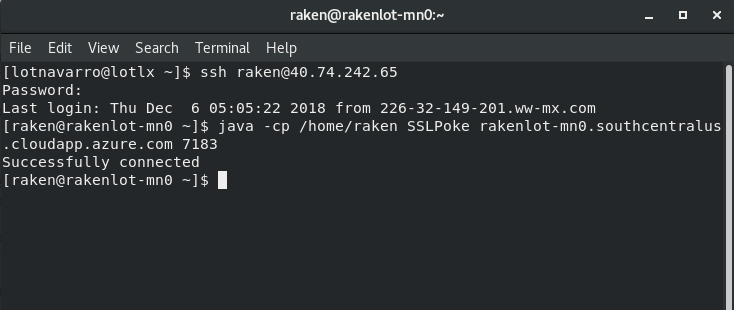 raken@rakenlot-mn0:~
File Edit View Search Terminal Help
[lotnavarro@lotlx ~]$ ssh raken@40.74.242.65
Password:
Last login: Thu Dec  6 05:05:22 2018 from 226-32-149-201.ww-mx.com
[raken@rakenlot-mn0 ~]$ java -cp /home/raken SSLPoke rakenlot-mn0.southcentralus
.cloudapp.azure.com 7183
Successfully connected
[raken@rakenlot-mn0 ~]$